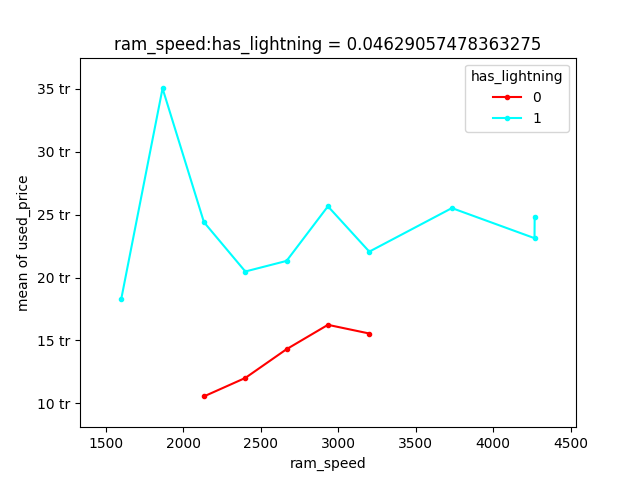 ram_speed:has_lightning = 0.04629057478363275
has_lightning
0
1
35 tr
30 tr
25 tr
20 tr
15 tr
10 tr
mean of used_price
1500 2000 2500 3000 3500 4000 4500
ram_speed